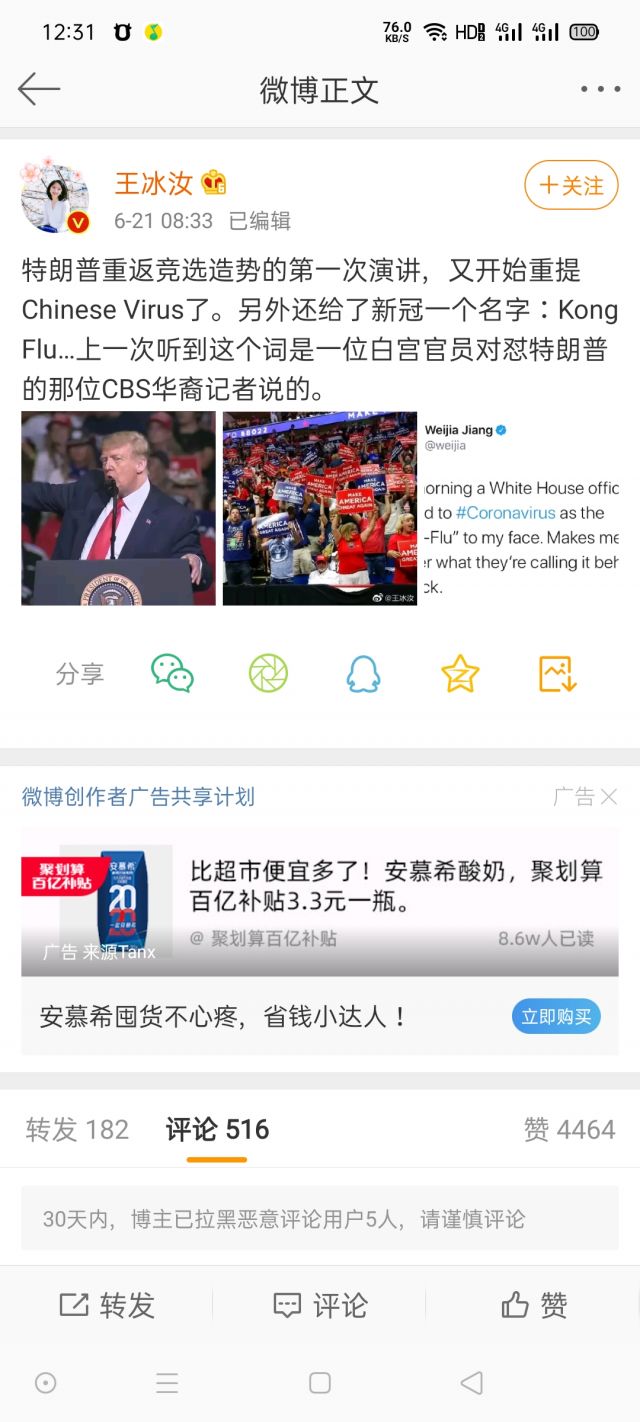 12:31
76.0
KB/S
HD
4G
4G
100
微博正文
王冰汝
6-21 08:33 已编辑
+关注
特朗普重返竞选造势的第一次演讲，又开始重提
Chinese Virus了。另外还给了新冠一个名字：Kong
Flu...上一次听到这个词是一位白宫官员对怼特朗普
的那位CBS华裔记者说的。
TO 88022
MAKE
AMERICA
GREAT AGAIN
@王冰汝
PRESIDENT
Weijia Jiang
@weijia
orning a White House offic
d to #Coronavirus as the
-Flu” to my face. Makes me
r what they’re calling it beh
ck.
分享
微博创作者广告共享计划
广告
聚划算
百亿补贴
安慕希
2020
广告 来源Tanx
比超市便宜多了！安慕希酸奶，聚划算
百亿补贴3.3元一瓶。
@ 聚划算百亿补贴
8.6w人已读
安慕希囤货不心疼，省钱小达人！
立即购买
转发 182
评论 516
赞 4464
30天内，博主已拉黑恶意评论用户5人，请谨慎评论
转发
评论
赞